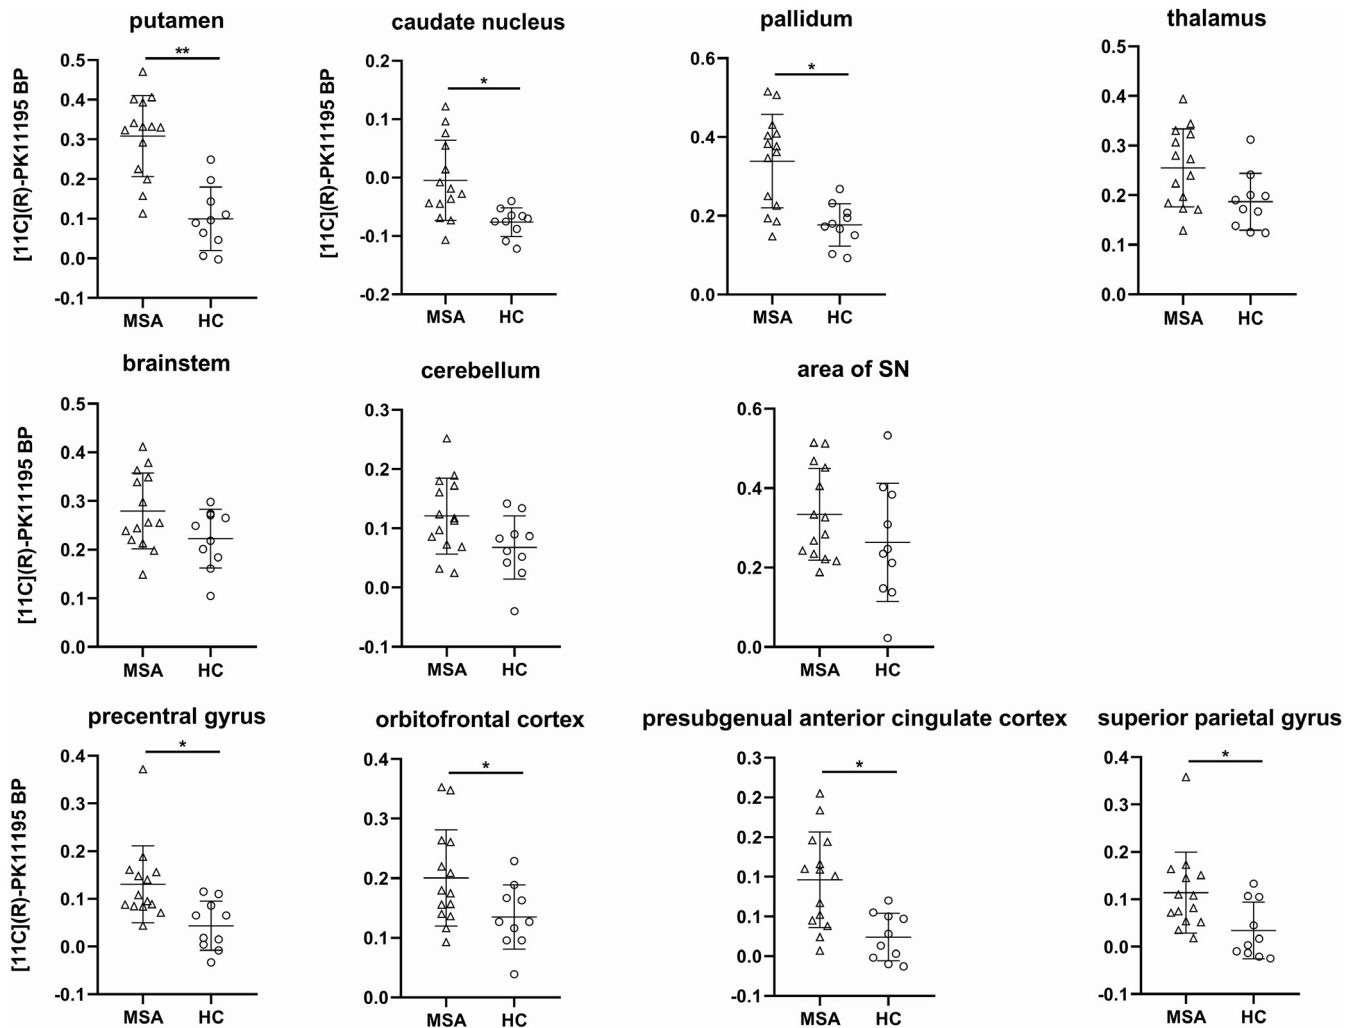 putamen
caudate nucleus
pallidum
thalamus
[11C](R)-PK11195 BP
0.5
0.4
0.3
0.2
0.1
0.0
-0.1
**
MSA HC
[11C](R)-PK11195 BP
0.2
0.1
0.0
-0.1
-0.2
*
MSA HC
0.6
0.4
0.2
0.0
*
MSA HC
0.5
0.4
0.3
0.2
0.1
0.0
MSA HC
brainstem
cerebellum
area of SN
[11C](R)-PK11195 BP
0.5
0.4
0.3
0.2
0.1
0.0
MSA HC
0.3
0.2
0.1
0.0
-0.1
MSA HC
0.6
0.4
0.2
0.0
MSA HC
precentral gyrus
orbitofrontal cortex
presubgenual anterior cingulate cortex
superior parietal gyrus
[11C](R)-PK11195 BP
0.4
0.3
0.2
0.1
0.0
-0.1
*
MSA HC
0.4
0.3
0.2
0.1
0.0
*
MSA HC
0.3
0.2
0.2
0.1
0.1
0.0
-0.1
*
MSA HC
0.4
0.3
0.2
0.1
0.0
-0.1
*
MSA HC